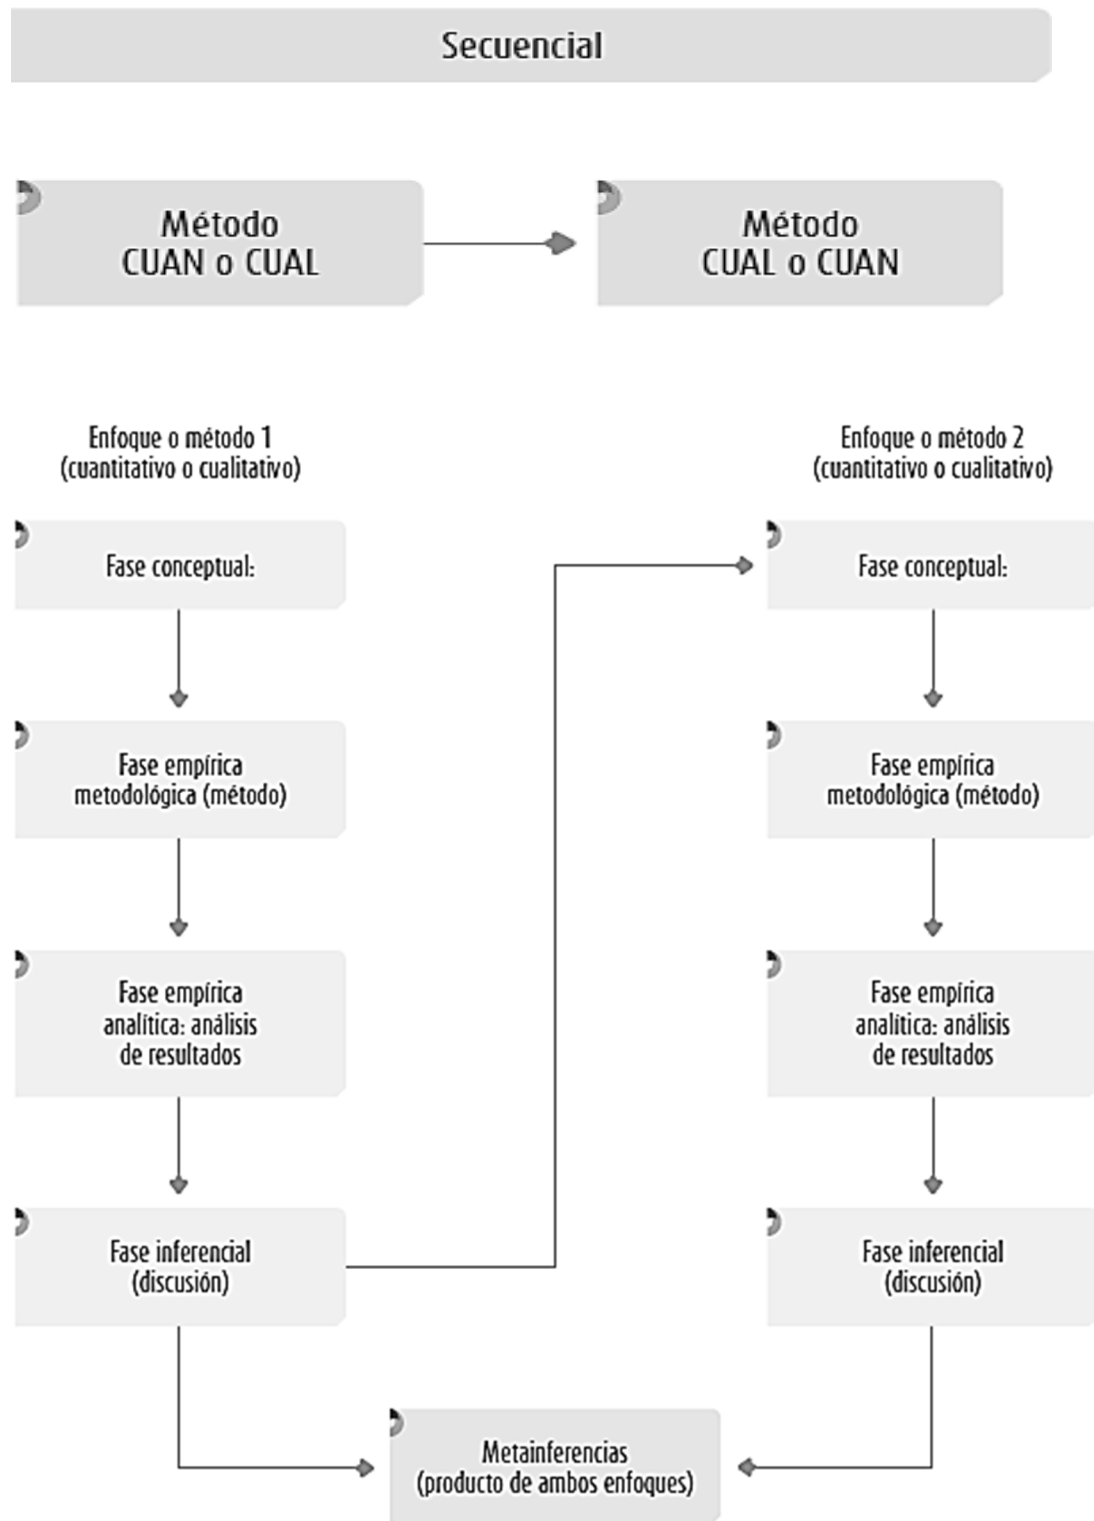 Secuencial
Método
CUAN o CUAL
Método
CUAL o CUAN
Enfoque o método 1
(cuantitativo o cualitativo)
Fase conceptual:
Fase empírica
metodológica (método)
Fase empírica
analítica: análisis
de resultados
Fase inferencial
(discusión)
Enfoque o método 2
(cuantitativo o cualitativo)
Fase conceptual:
Fase empírica
metodológica (método)
Fase empírica
analítica: análisis
de resultados
Fase inferencial
(discusión)
Metainferencias
(producto de ambos enfoques)